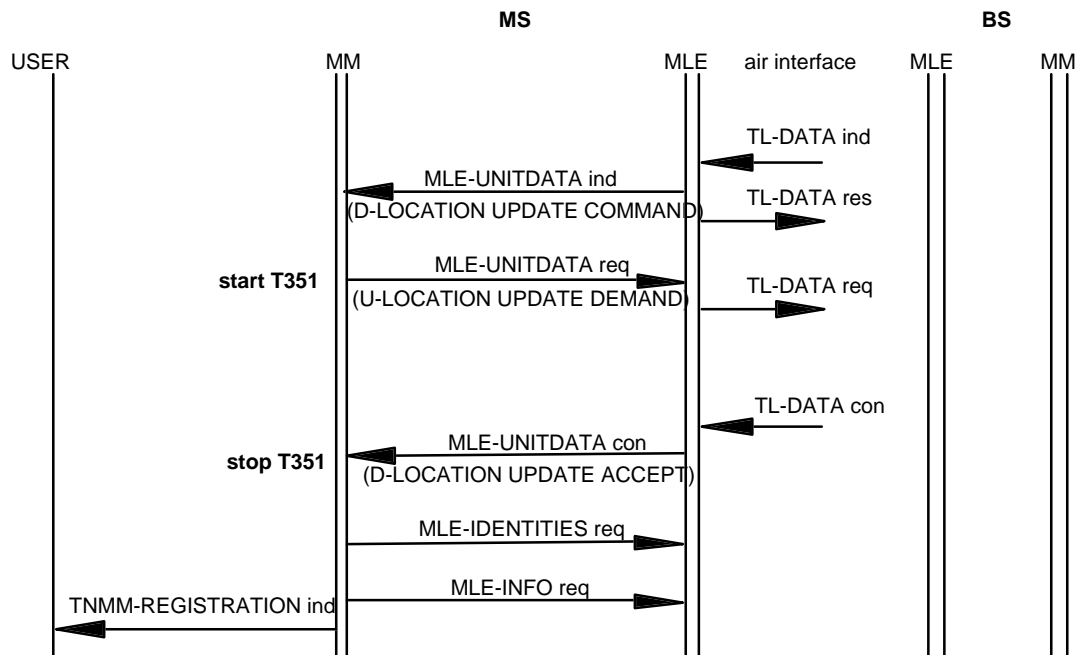 MS BS
USER MM MLE air interface MLE MM
TL-DATA ind
MLE-UNITDATA ind
TL-DATA res
(D-LOCATION UPDATE COMMAND)
MLE-UNITDATA req
start T351
TL-DATA req
(U-LOCATION UPDATE DEMAND)
TL-DATA con
MLE-UNITDATA con
stop T351
(D-LOCATION UPDATE ACCEPT)
MLE-IDENTITIES req
MLE-INFO req
TNMM-REGISTRATION ind